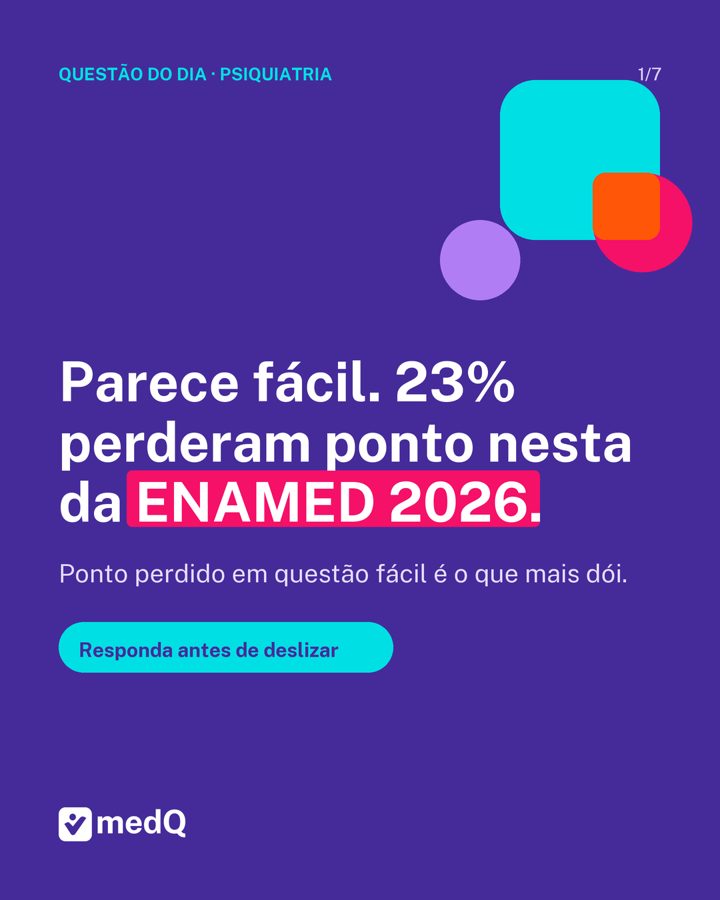 QUESTÃO DO DIA · PSIQUIATRIA
1/7
Parece fácil. 23%
perderam ponto nesta
da ENAMED 2026.
Ponto perdido em questão fácil é o que mais dói.
Responda antes de deslizar
medQ